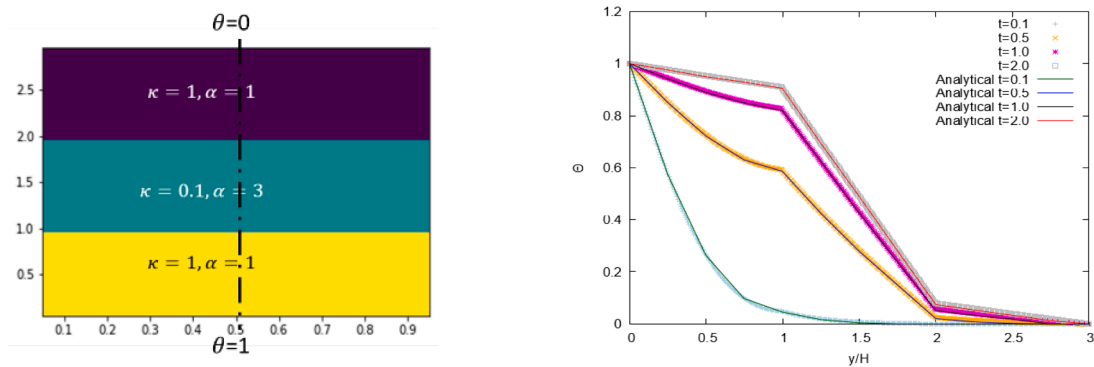 θ=0
2.5
κ = 1, α = 1
2.0
1.5
κ = 0.1, α = 3
1.0
0.5
κ = 1, α = 1
0.1 0.2 0.3 0.4 0.5 0.6 0.7 0.8 0.9
θ=1
1.2
1
0.8
0.6
0.4
0.2
0
Θ
t=0.1
t=0.5
t=1.0
t=2.0
Analytical t=0.1
Analytical t=0.5
Analytical t=1.0
Analytical t=2.0
0 0.5 1 1.5 2 2.5 3
y/H